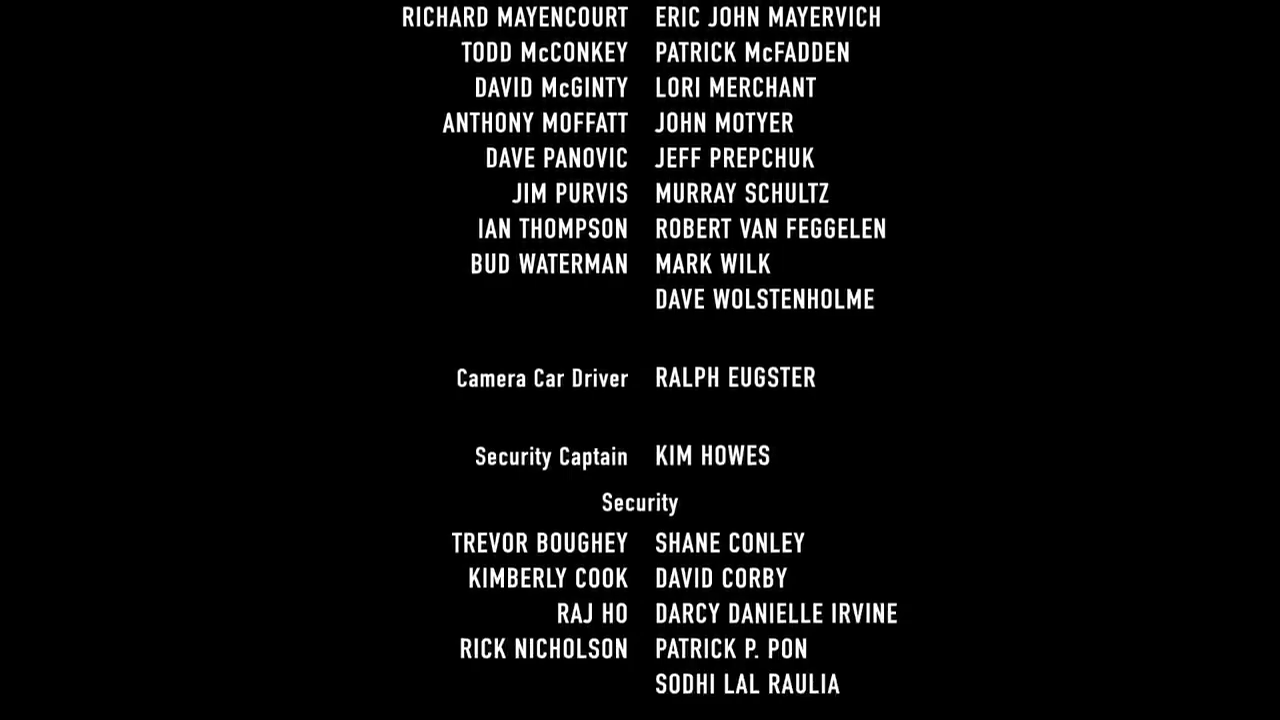 RICHARD MAYENCOURT ERIC JOHN MAYERVICH
TODD McCONKEY PATRICK McFADDEN
DAVID McGINTY LORI MERCHANT
ANTHONY MOFFATT JOHN MOTYER
DAVE PANOVIC JEFF PREPCHUK
JIM PURVIS MURRAY SCHULTZ
IAN THOMPSON ROBERT VAN FEGGELEN
BUD WATERMAN MARK WILK
DAVE WOLSTENHOLME
Camera Car Driver RALPH EUGSTER
Security Captain KIM HOWES
Security
TREVOR BOUGHEY SHANE CONLEY
KIMBERLY COOK DAVID CORBY
RAJ HO DARCY DANIELLE IRVINE
RICK NICHOLSON PATRICK P. PON
SODHI LAL RAULIA